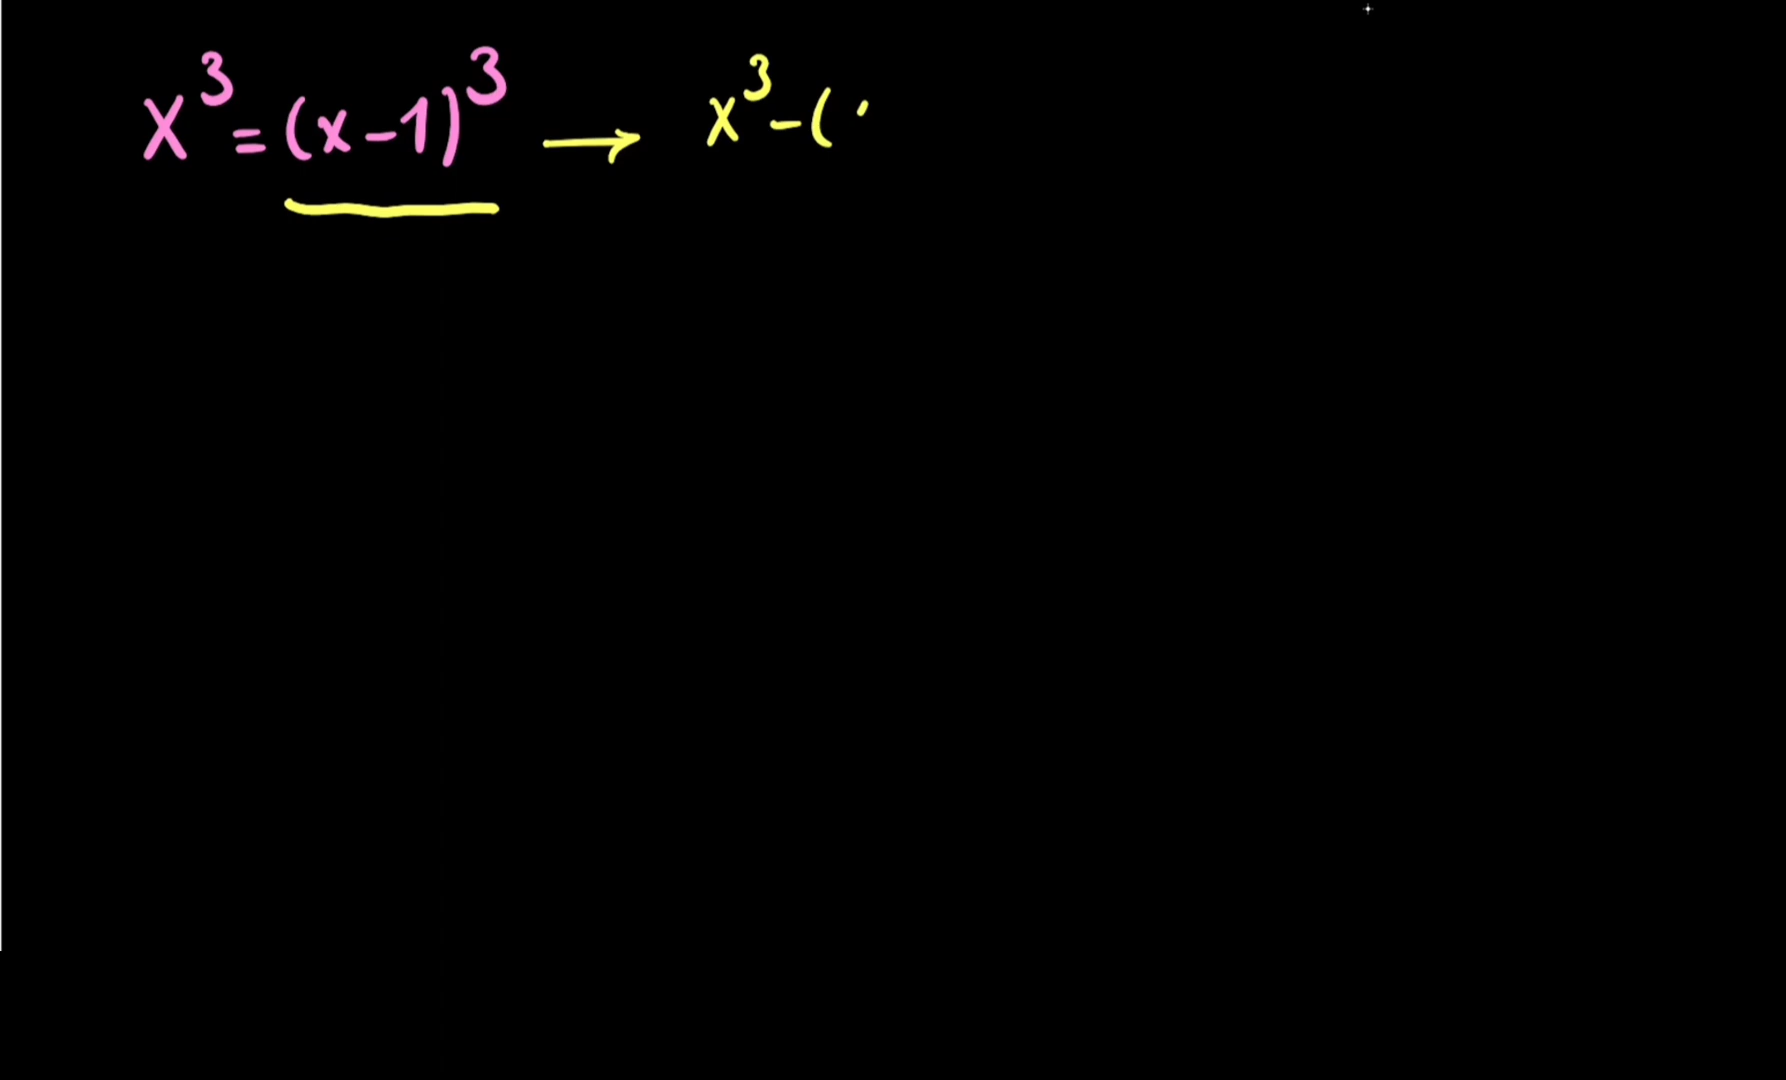 x³=(x-1)³ → x³-(